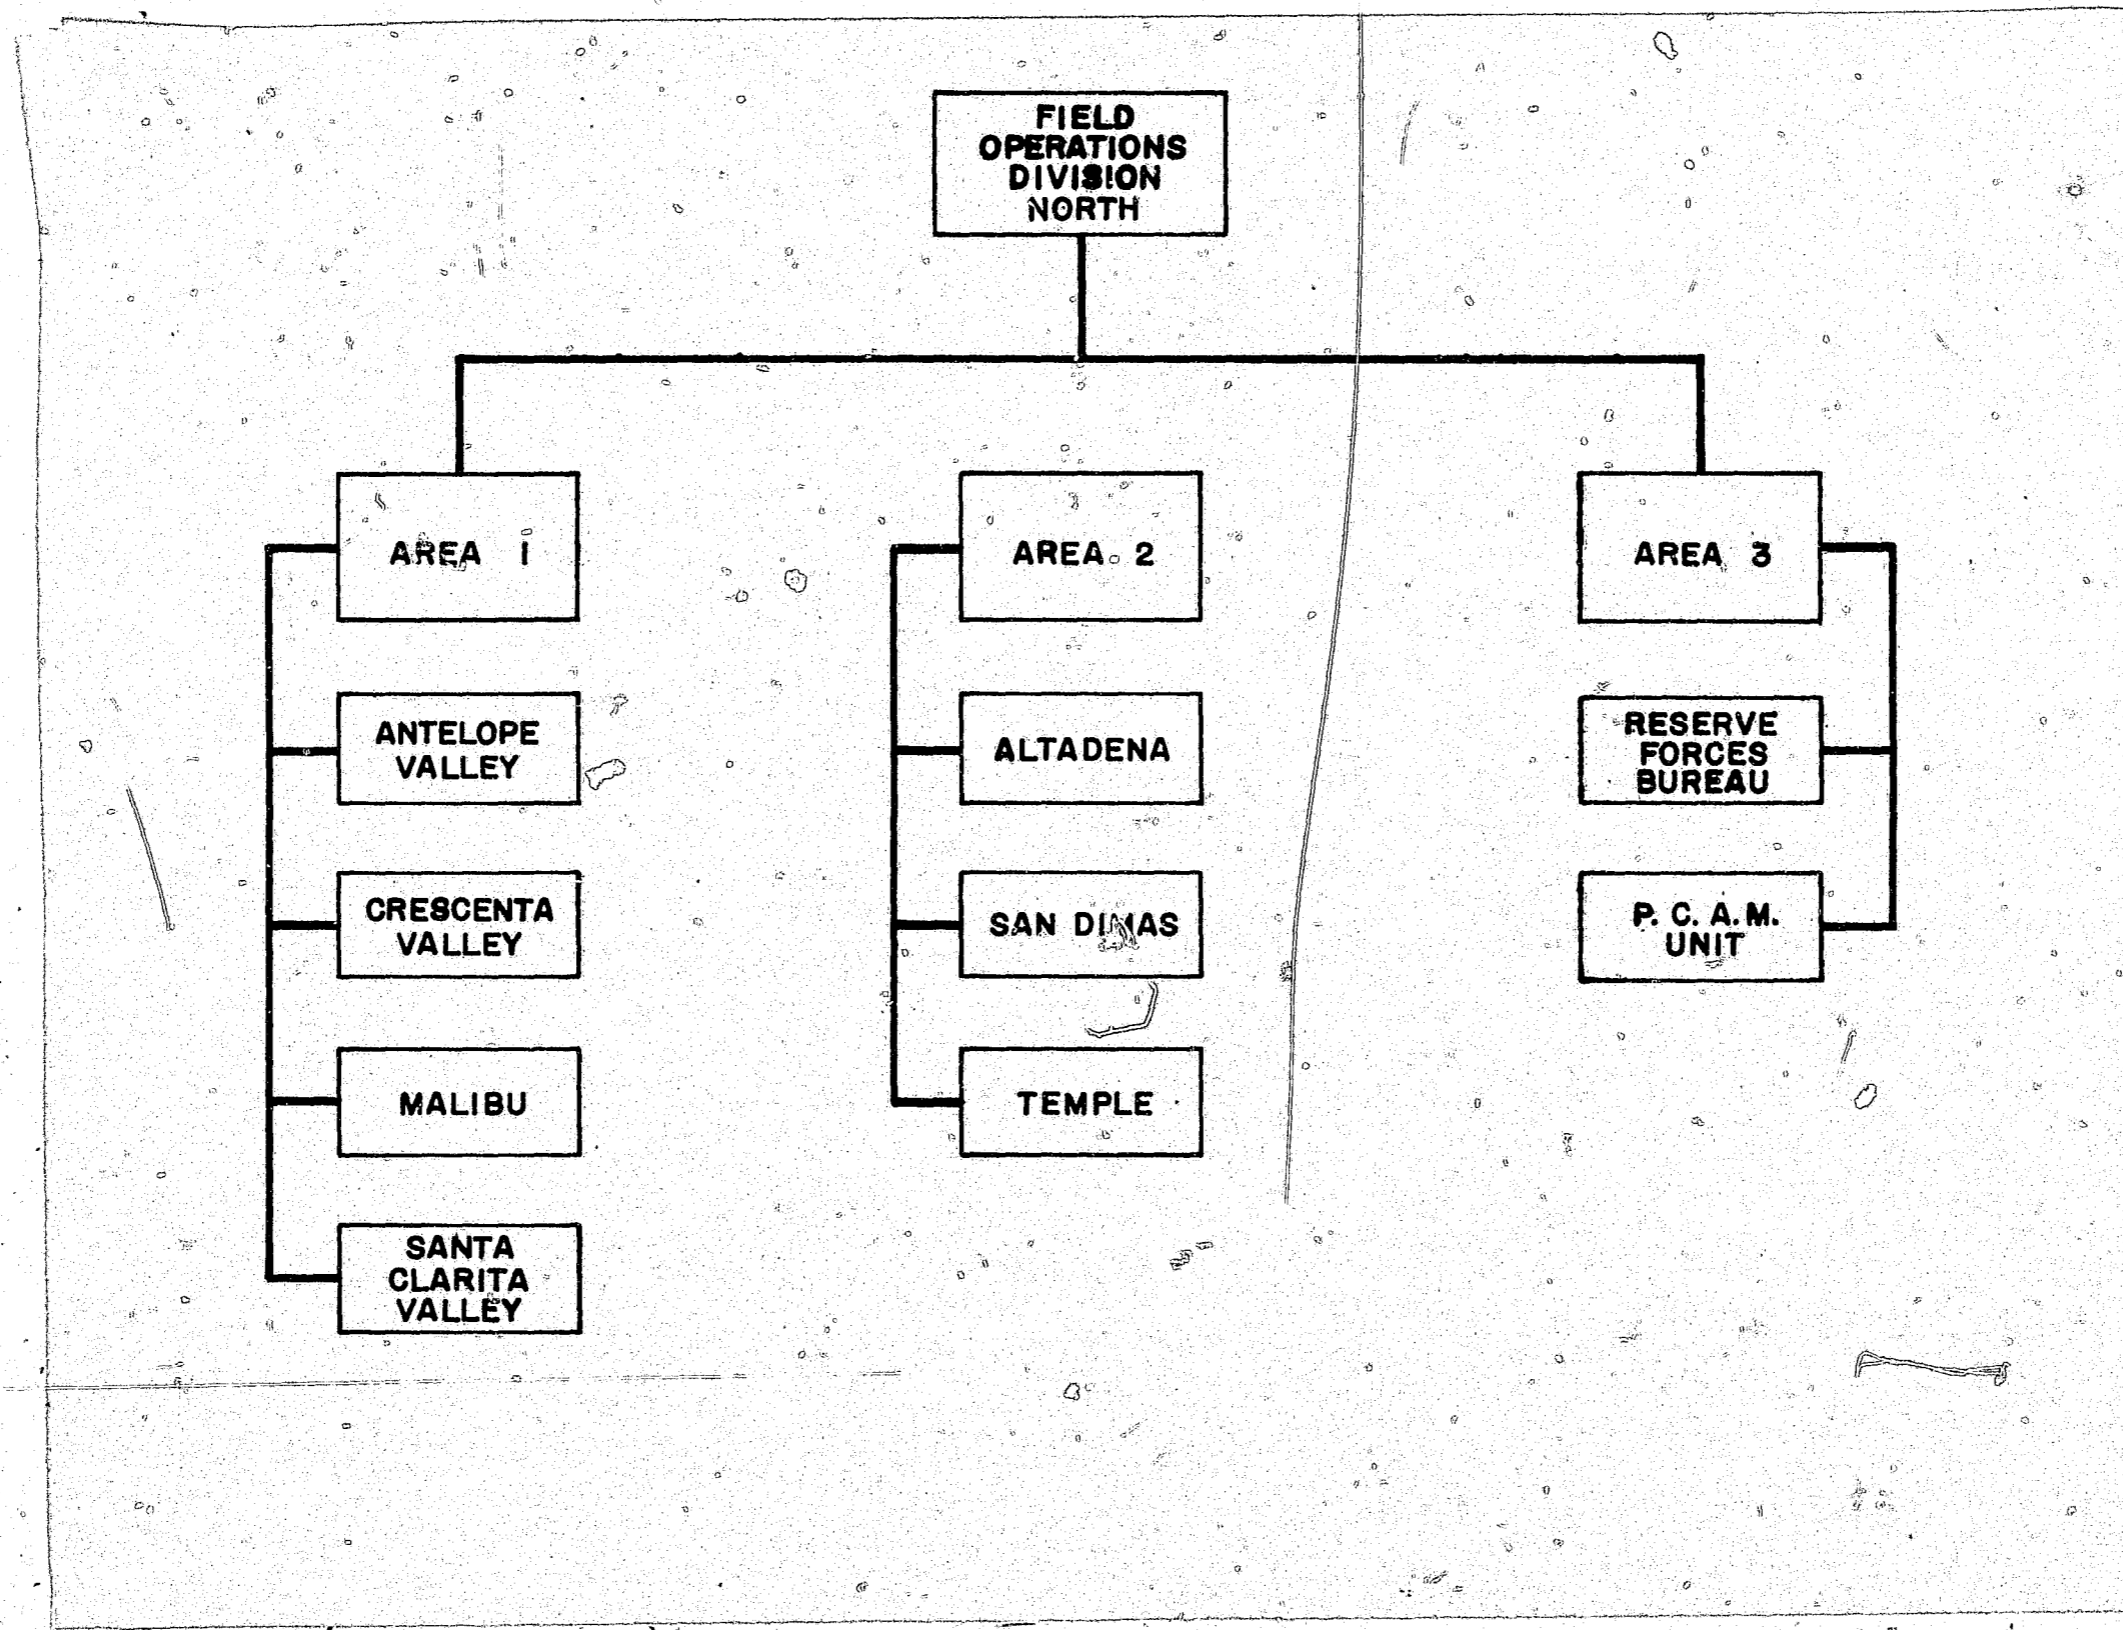 FIELD
OPERATIONS
DIVISION
NORTH
AREA 1
ANTELOPE
VALLEY
CRESCENTA
VALLEY
MALIBU
SANTA
CLARITA
VALLEY
AREA 2
ALTADENA
SAN DIMAS
TEMPLE
AREA 3
RESERVE
FORCES
BUREAU
P. C. A. M.
UNIT